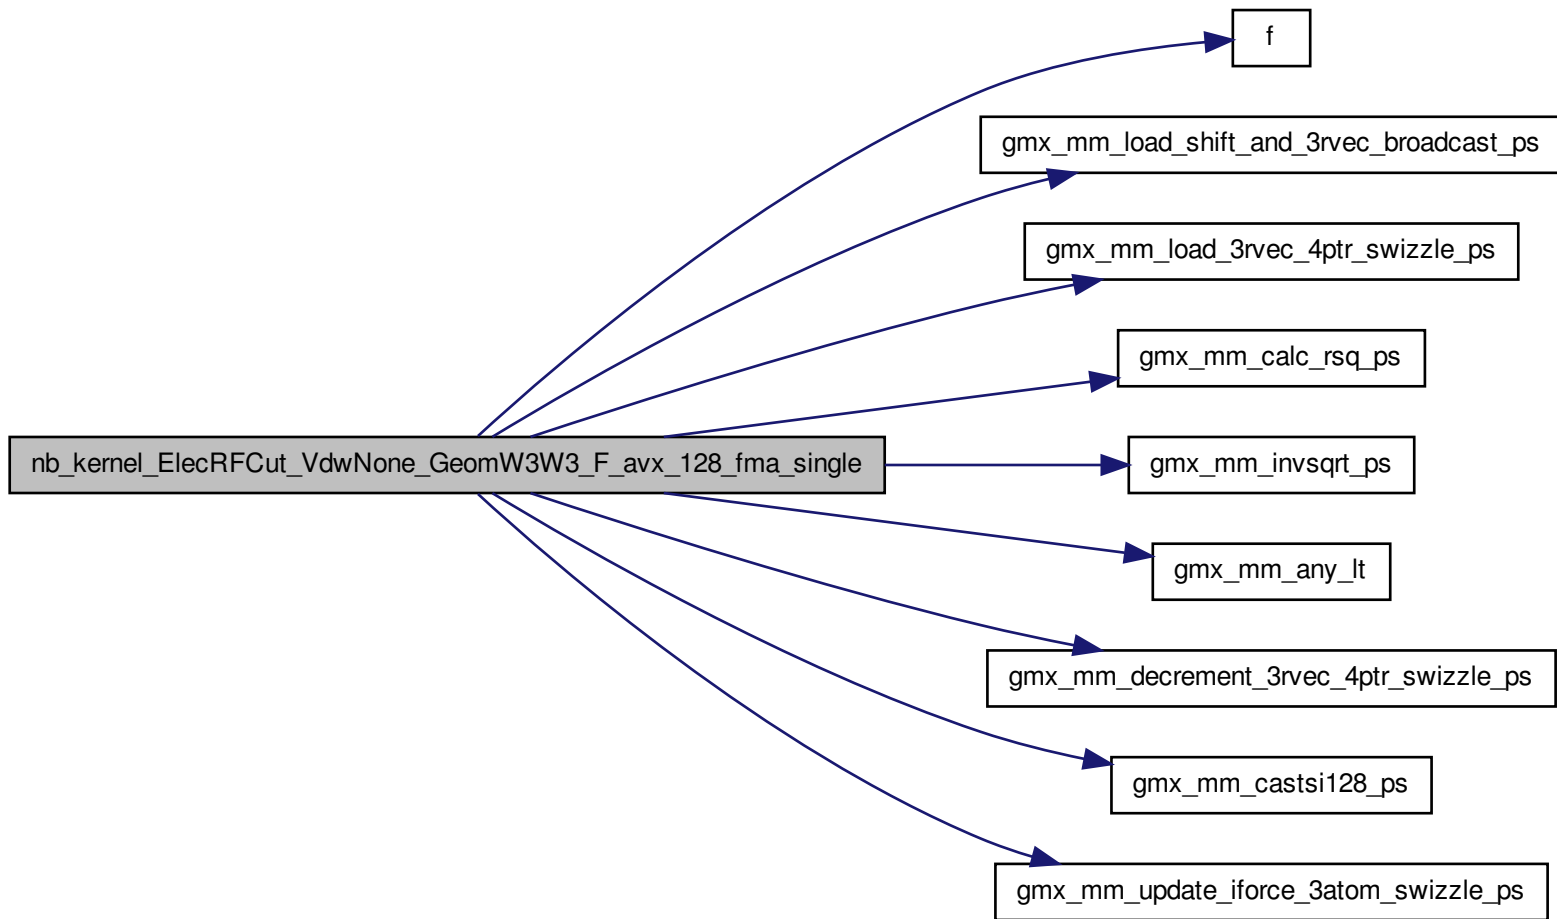 f
gmx_mm_load_shift_and_3rvec_broadcast_ps
gmx_mm_load_3rvec_4ptr_swizzle_ps
gmx_mm_calc_rsq_ps
nb_kernel_ElecRFCut_VdwNone_GeomW3W3_F_avx_128_fma_single
gmx_mm_invsqrt_ps
gmx_mm_any_lt
gmx_mm_decrement_3rvec_4ptr_swizzle_ps
gmx_mm_castsi128_ps
gmx_mm_update_iforce_3atom_swizzle_ps